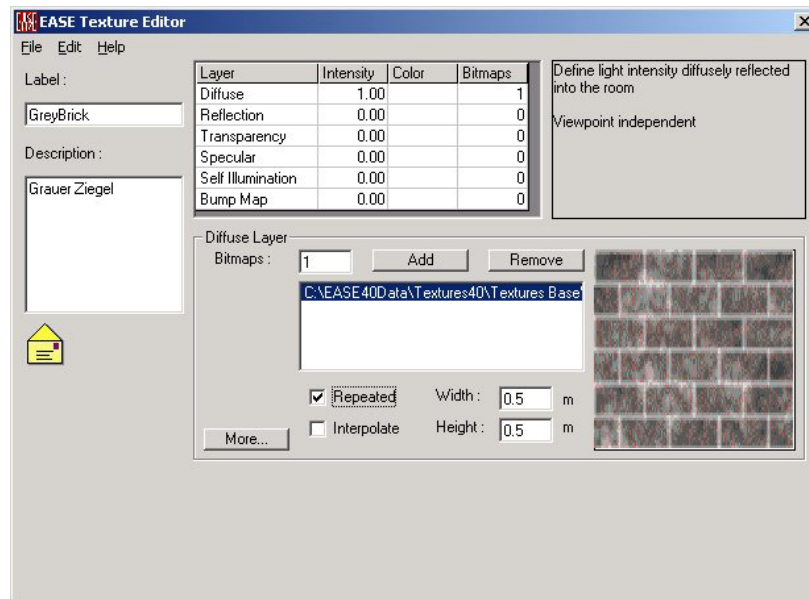 EASE Texture Editor
File Edit Help
Label :
GreyBrick
Description :
Grauer Ziegel
Layer Intensity Color Bitmaps
Diffuse 1.00 1
Reflection 0.00 0
Transparency 0.00 0
Specular 0.00 0
Self Illumination 0.00 0
Bump Map 0.00 0
Define light intensity diffusely reflected
into the room
Viewpoint independent
Diffuse Layer
Bitmaps : 1 Add Remove
C:\EASE40Data\Textures40\Textures Base\
Repeated Width : 0.5 m
Interpolate Height : 0.5 m
More...